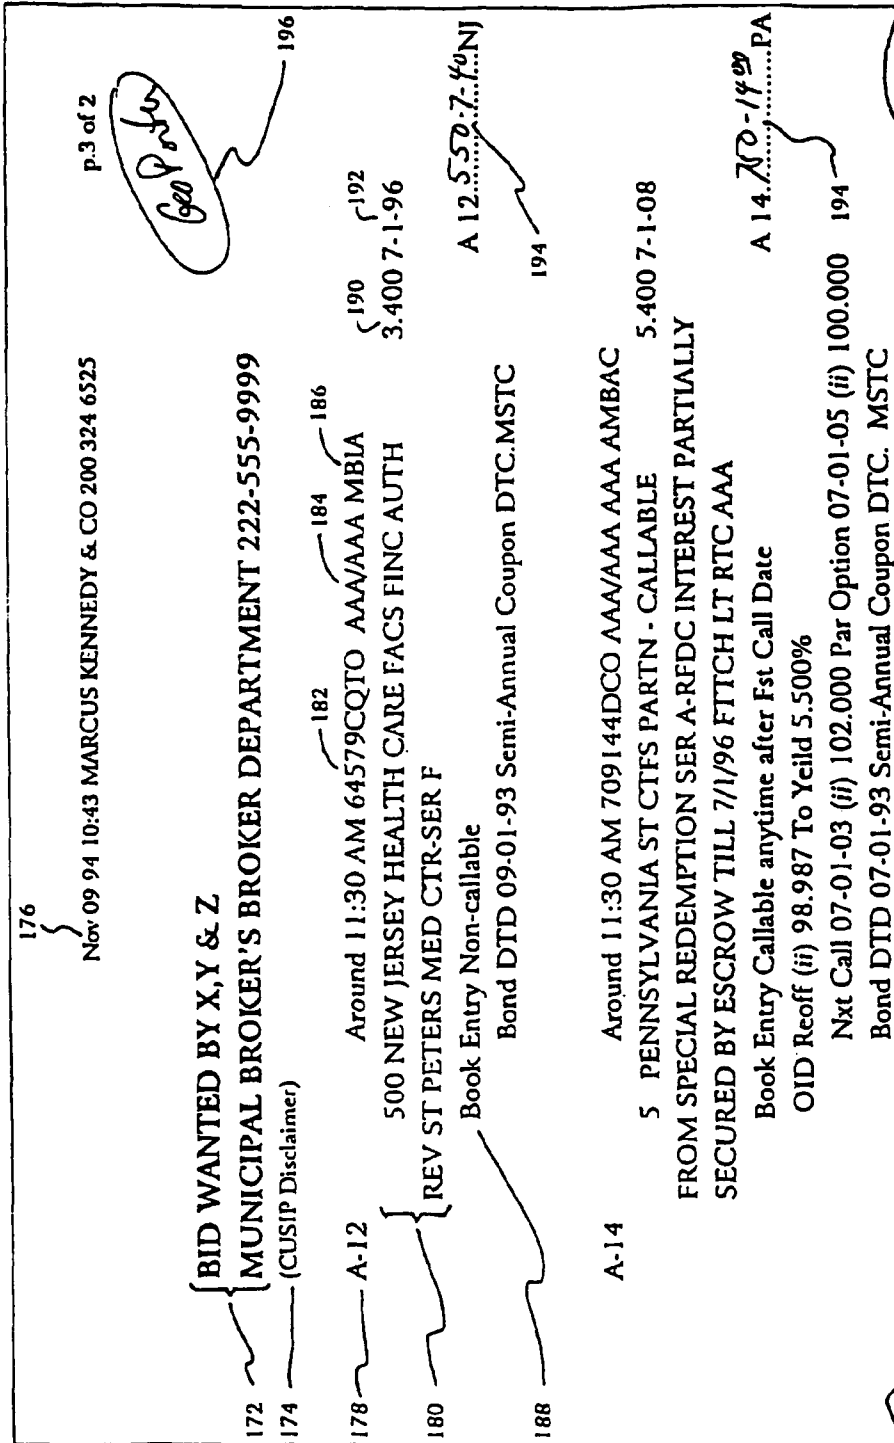 176
Nov 09 94 10:43 MARCUS KENNEDY & CO 200 324 6525
p.3 of 2
196
172 BID WANTED BY X,Y & Z
MUNICIPAL BROKER'S BROKER DEPARTMENT 222-555-9999
174 (CUSIP Disclaimer)
182 184 186 190 192
178 A-12 Around 11:30 AM 64579CQTO AAA/AAA MBIA 3.400 7-1-96
500 NEW JERSEY HEALTH CARE FACS FINC AUTH
180 REV ST PETERS MED CTR-SER F A 12.550-7-40NJ
188 Book Entry Non-callable
Bond DTD 09-01-93 Semi-Annual Coupon DTC.MSTC 194
A-14 Around 11:30 AM 709144DCO AAA/AAA AAA AMBAC
5 PENNSYLVANIA ST CTFS PARTN - CALLABLE 5.400 7-1-08
FROM SPECIAL REDEMPTION SER A-RFDC INTEREST PARTIALLY
SECURED BY ESCROW TILL 7/1/96 FTTCH LT RTC AAA
Book Entry Callable anytime after Fst Call Date A 14 PA
OID Reoff (ii) 98.987 To Yeild 5.500%
Nxt Call 07-01-03 (ii) 102.000 Par Option 07-01-05 (ii) 100.000 194
Bond DTD 07-01-93 Semi-Annual Coupon DTC. MSTC